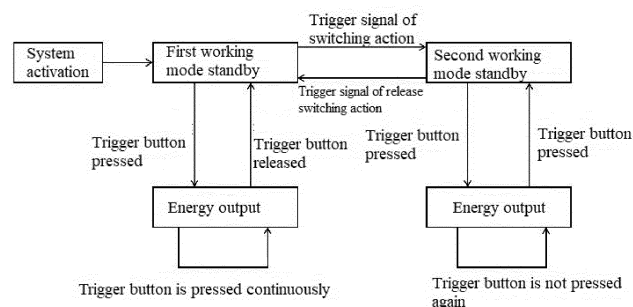 Trigger signal of
switching action
System
activation
First working
mode standby
Second working
mode standby
Trigger signal of release
switching action
Trigger button
pressed
Trigger button
released
Trigger button
pressed
Trigger button
pressed
Energy output
Energy output
Trigger button is pressed continuously
Trigger button is not pressed
again